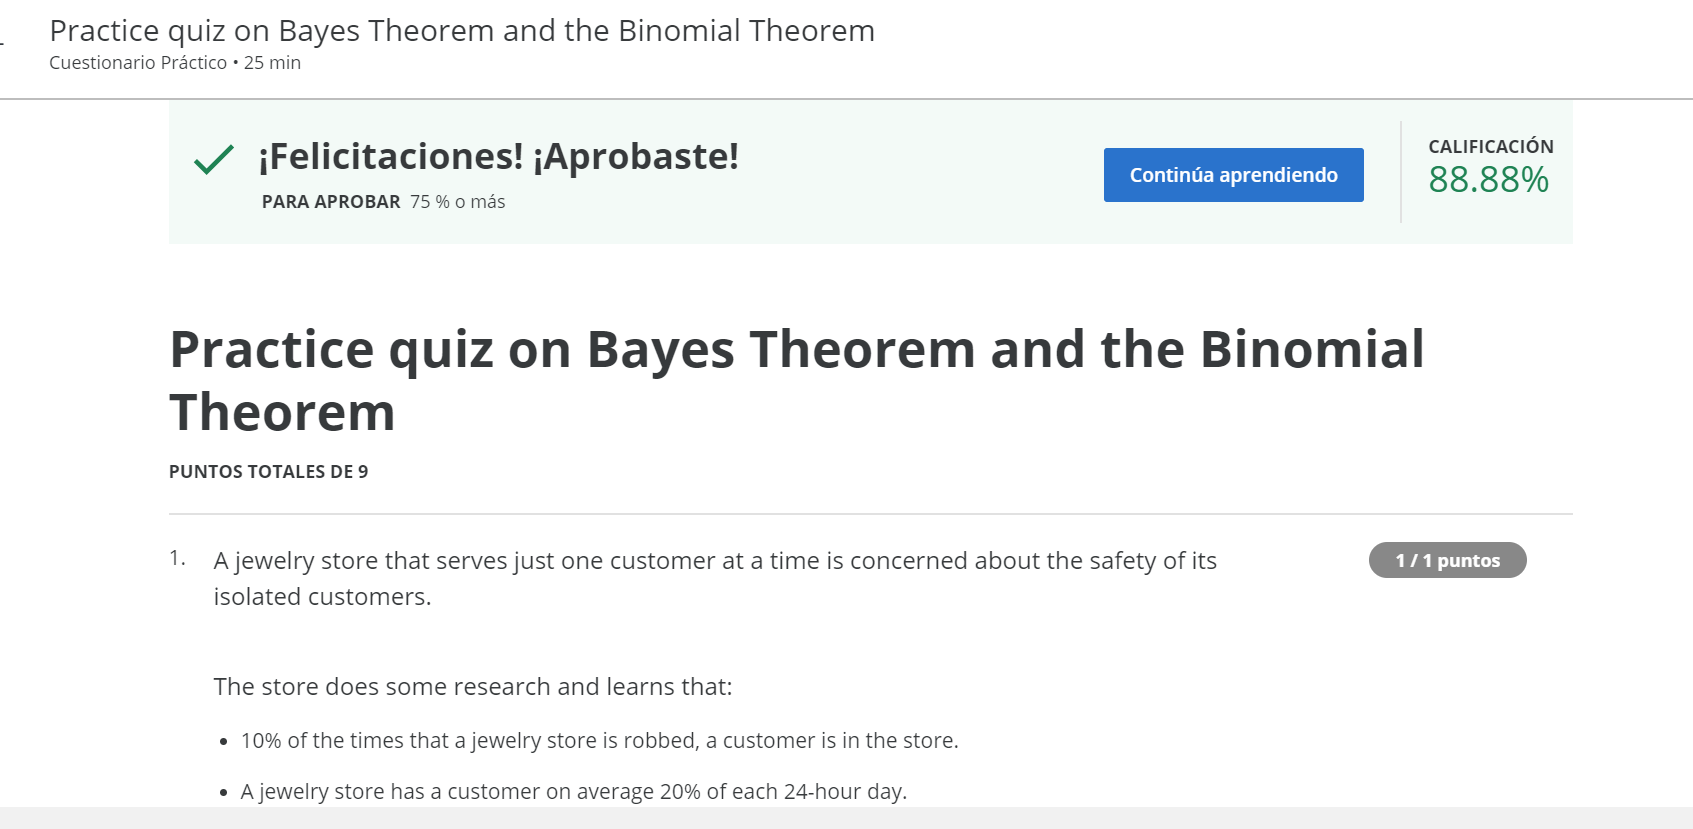 Practice quiz on Bayes Theorem and the Binomial Theorem
Cuestionario Práctico • 25 min
¡Felicitaciones! ¡Aprobaste!
PARA APROBAR 75 % o más
Continúa aprendiendo
CALIFICACIÓN
88.88%
Practice quiz on Bayes Theorem and the Binomial
Theorem
PUNTOS TOTALES DE 9
1. A jewelry store that serves just one customer at a time is concerned about the safety of its
isolated customers.
1 / 1 puntos
The store does some research and learns that:
• 10% of the times that a jewelry store is robbed, a customer is in the store.
• A jewelry store has a customer on average 20% of each 24-hour day.